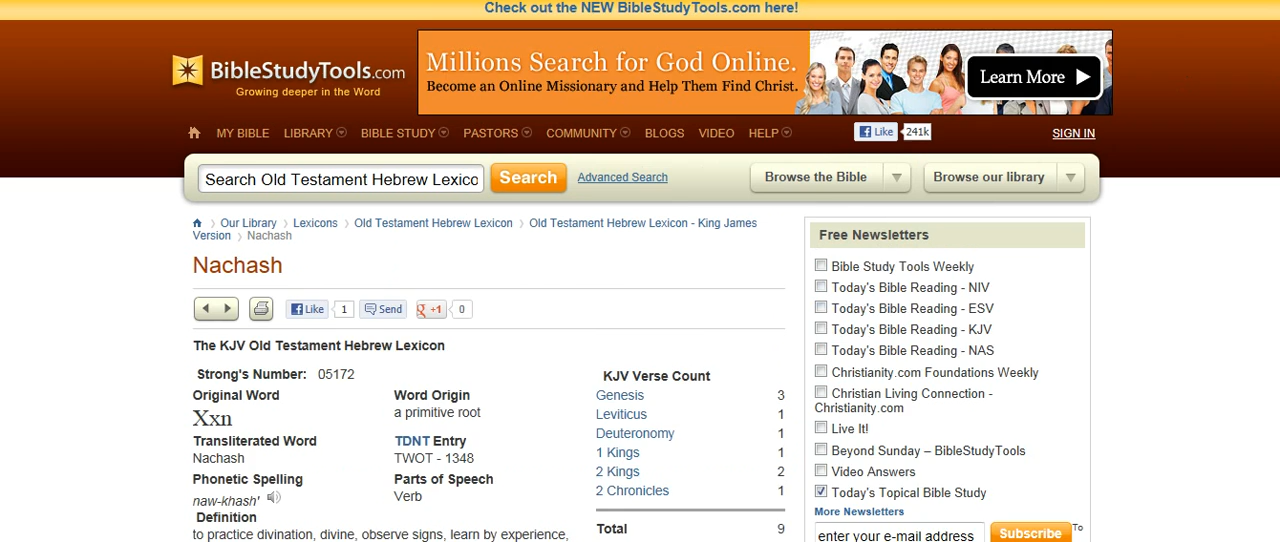 Check out the NEW BibleStudyTools.com here!
BibleStudyTools.com
Growing deeper in the Word
Millions Search for God Online.
Become an Online Missionary and Help Them Find Christ.
Learn More
MY BIBLE LIBRARY BIBLE STUDY PASTORS COMMUNITY BLOGS VIDEO HELP
Like 241k
SIGN IN
Search Old Testament Hebrew Lexico
Search
Advanced Search
Browse the Bible
Browse our library
Our Library Lexicons Old Testament Hebrew Lexicon Old Testament Hebrew Lexicon - King James
Version Nachash
Nachash
Like 1 Send +1 0
The KJV Old Testament Hebrew Lexicon
Strong's Number: 05172
Original Word
Xxn
Transliterated Word
Nachash
Phonetic Spelling
naw-khash'
Definition
to practice divination, divine, observe signs, learn by experience,
Word Origin
a primitive root
TDNT Entry
TWOT - 1348
Parts of Speech
Verb
KJV Verse Count
Genesis 3
Leviticus 1
Deuteronomy 1
1 Kings 1
2 Kings 2
2 Chronicles 1
Total 9
Free Newsletters
Bible Study Tools Weekly
Today's Bible Reading - NIV
Today's Bible Reading - ESV
Today's Bible Reading - KJV
Today's Bible Reading - NAS
Christianity.com Foundations Weekly
Christian Living Connection -
Christianity.com
Live It!
Beyond Sunday – BibleStudyTools
Video Answers
Today's Topical Bible Study
More Newsletters
enter your e-mail address
Subscribe
To